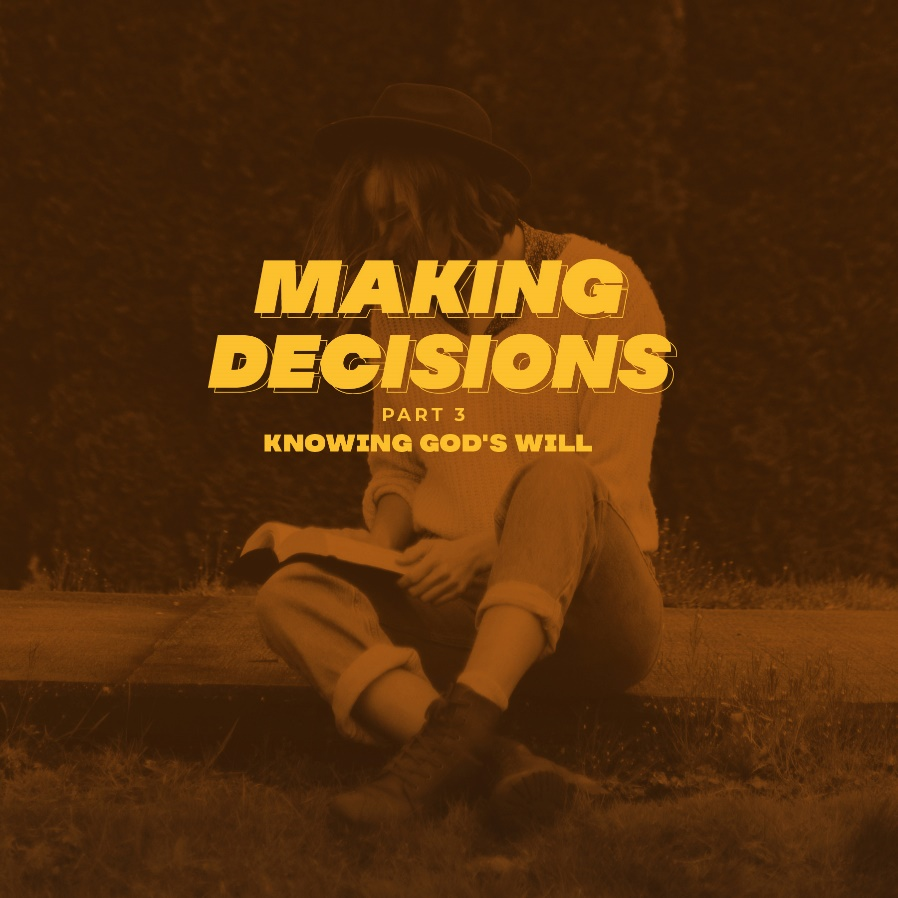 MAKING
DECISIONS
PART 3
KNOWING GOD'S WILL